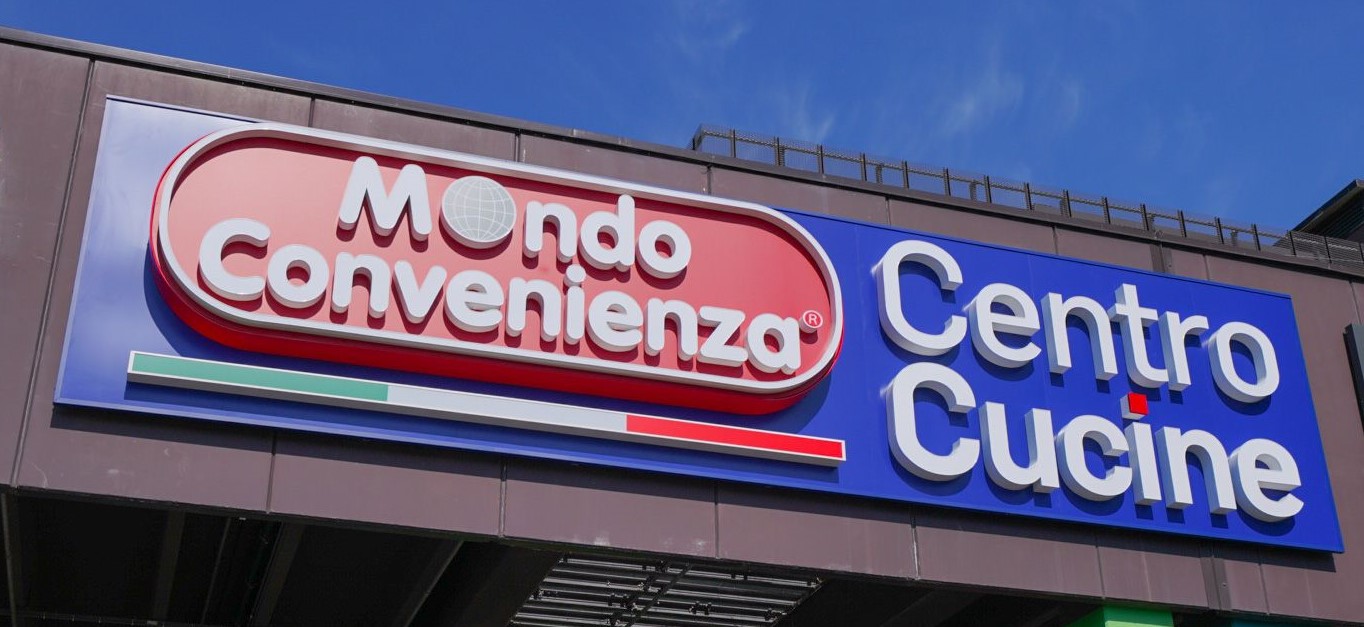 Mondo
Convenienza®
Centro
Cucine